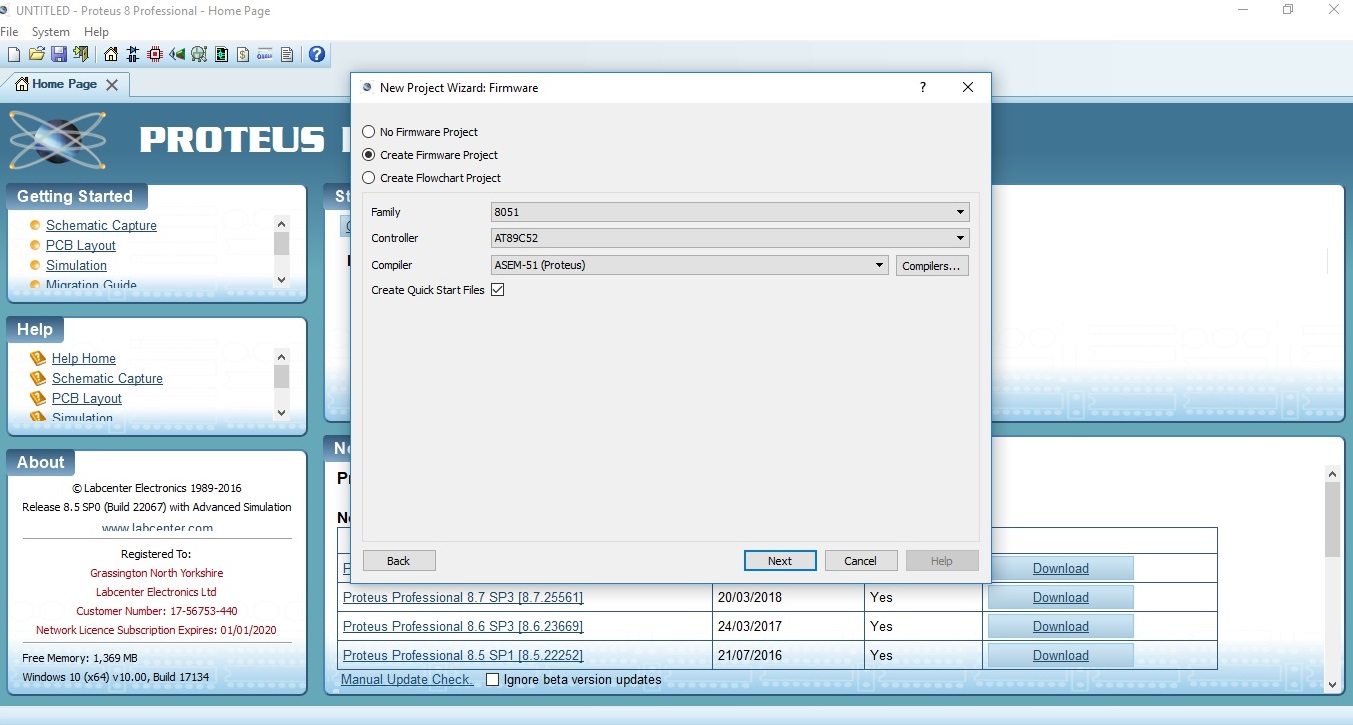 UNTITLED - Proteus 8 Professional - Home Page
File System Help
Home Page
PROTEUS
Getting Started
Schematic Capture
PCB Layout
Simulation
Migration Guide
Help
Help Home
Schematic Capture
PCB Layout
Simulation
About
© Labcenter Electronics 1989-2016
Release 8.5 SP0 (Build 22067) with Advanced Simulation
www.labcenter.com
Registered To:
Grassington North Yorkshire
Labcenter Electronics Ltd
Customer Number: 17-56753-440
Network Licence Subscription Expires: 01/01/2020
Free Memory: 1,369 MB
Windows 10 (x64) v10.00, Build 17134
New Project Wizard: Firmware
No Firmware Project
Create Firmware Project
Create Flowchart Project
Family 8051
Controller AT89C52
Compiler ASEM-51 (Proteus) Compilers...
Create Quick Start Files
Back Next Cancel Help
Download
Proteus Professional 8.7 SP3 [8.7.25561] 20/03/2018 Yes Download
Proteus Professional 8.6 SP3 [8.6.23669] 24/03/2017 Yes Download
Proteus Professional 8.5 SP1 [8.5.22252] 21/07/2016 Yes Download
Manual Update Check. Ignore beta version updates